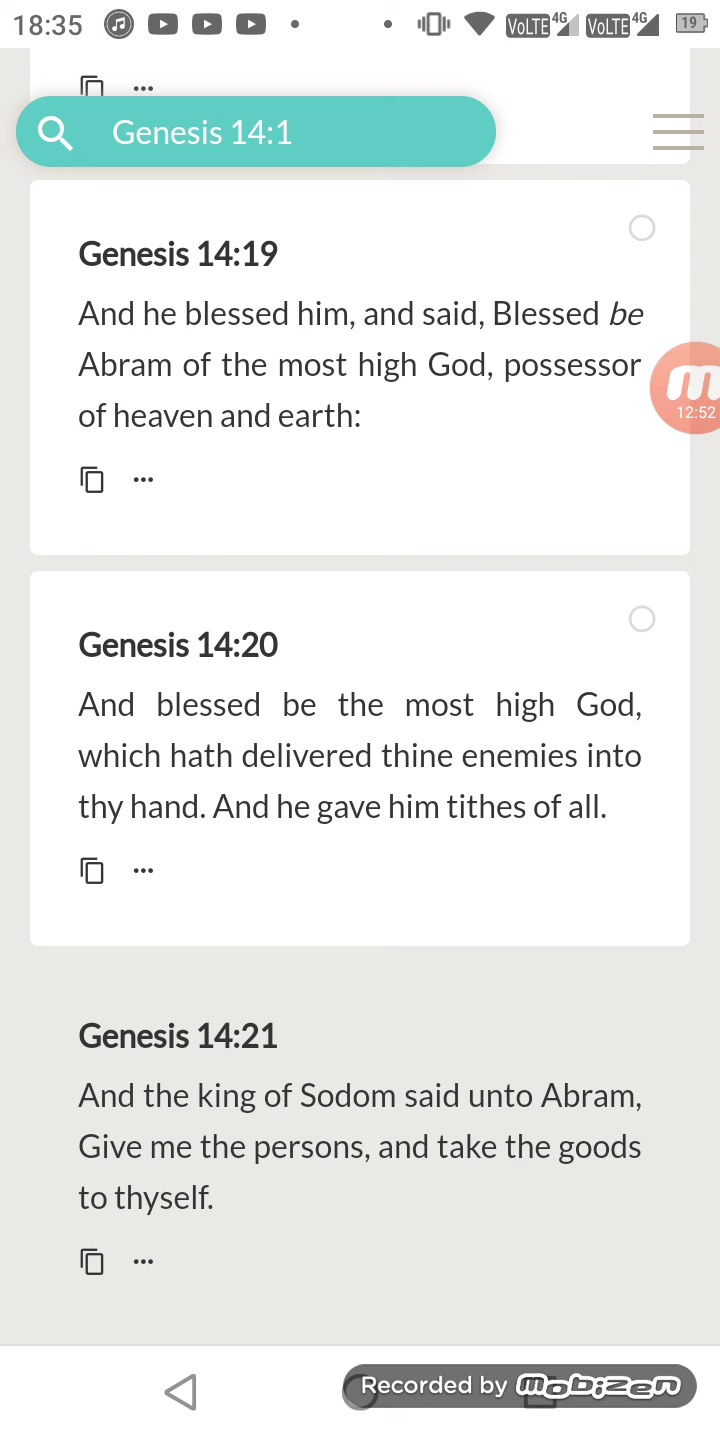 18:35 VoLTE 4G VoLTE 4G 19
Genesis 14:1
Genesis 14:19
And he blessed him, and said, Blessed be
Abram of the most high God, possessor
of heaven and earth:
m
12:52
Genesis 14:20
And blessed be the most high God,
which hath delivered thine enemies into
thy hand. And he gave him tithes of all.
Genesis 14:21
And the king of Sodom said unto Abram,
Give me the persons, and take the goods
to thyself.
Recorded by mobizen